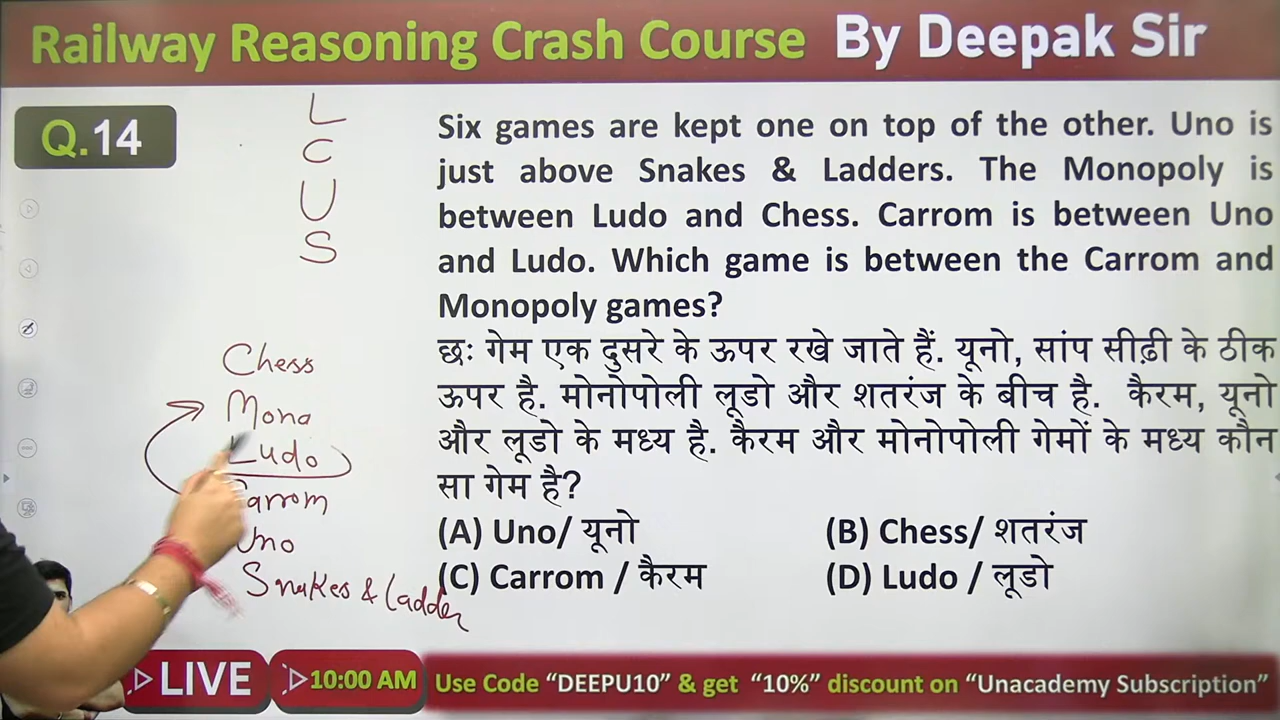 Railway Reasoning Crash Course By Deepak Sir
Q.14
L
C
U
S
Six games are kept one on top of the other. Uno is
just above Snakes & Ladders. The Monopoly is
between Ludo and Chess. Carrom is between Uno
and Ludo. Which game is between the Carrom and
Monopoly games?
छः गेम एक दुसरे के ऊपर रखे जाते हैं. यूनो, सांप सीढ़ी के ठीक
ऊपर है. मोनोपोली लूडो और शतरंज के बीच है. कैरम, यूनो
और लूडो के मध्य है. कैरम और मोनोपोली गेमों के मध्य कौन
सा गेम है?
(A) Uno/ यूनो
(B) Chess/ शतरंज
(C) Carrom / कैरम
(D) Ludo / लूडो
Chess
Mono
Ludo
Carrom
Uno
Snakes & Ladder
LIVE
10:00 AM
Use Code “DEEPU10” & get “10%” discount on “Unacademy Subscription”